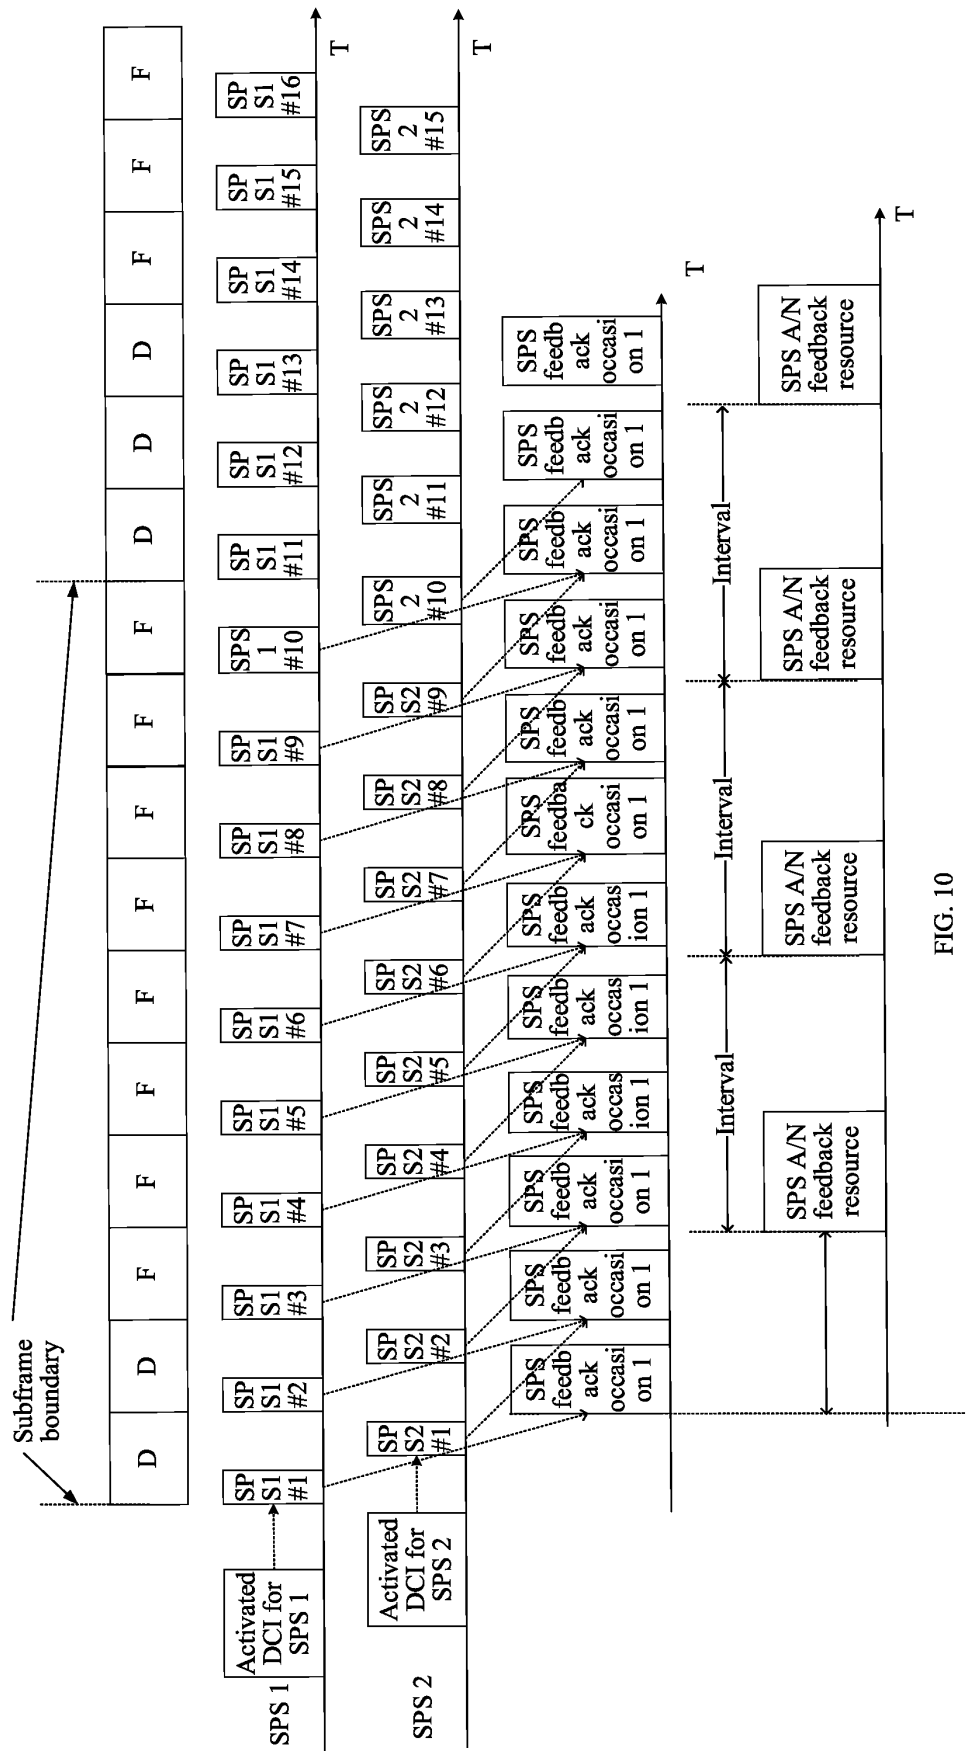 Subframe
boundary
D
D
F
F
F
F
F
F
F
F
D
D
D
F
F
F
SPS 1
Activated
DCI for
SPS 1
SP
S1
#1
SP
S1
#2
SP
S1
#3
SP
S1
#4
SP
S1
#5
SP
S1
#6
SP
S1
#7
SP
S1
#8
SP
S1
#9
SPS
1
#10
SP
S1
#11
SP
S1
#12
SP
S1
#13
SP
S1
#14
SP
S1
#15
SP
S1
#16
T
SPS 2
Activated
DCI for
SPS 2
SP
S2
#1
SP
S2
#2
SP
S2
#3
SP
S2
#4
SP
S2
#5
SP
S2
#6
SP
S2
#7
SP
S2
#8
SP
S2
#9
SPS
2
#10
SPS
2
#11
SPS
2
#12
SPS
2
#13
SPS
2
#14
SPS
2
#15
T
SPS
feedb
ack
occasi
on 1
SPS
feedb
ack
occasi
on 1
SPS
feedb
ack
occasi
on 1
SPS
feedb
ack
occas
ion 1
SPS
feedb
ack
occas
ion 1
SPS
feedb
ack
occas
ion 1
SPS
feedba
ck
occasi
on 1
SPS
feedb
ack
occasi
on 1
SPS
feedb
ack
occasi
on 1
SPS
feedb
ack
occasi
on 1
SPS
feedb
ack
occasi
on 1
SPS
feedb
ack
occasi
on 1
T
Interval
Interval
Interval
SPS A/N
feedback
resource
SPS A/N
feedback
resource
SPS A/N
feedback
resource
SPS A/N
feedback
resource
T
FIG. 10